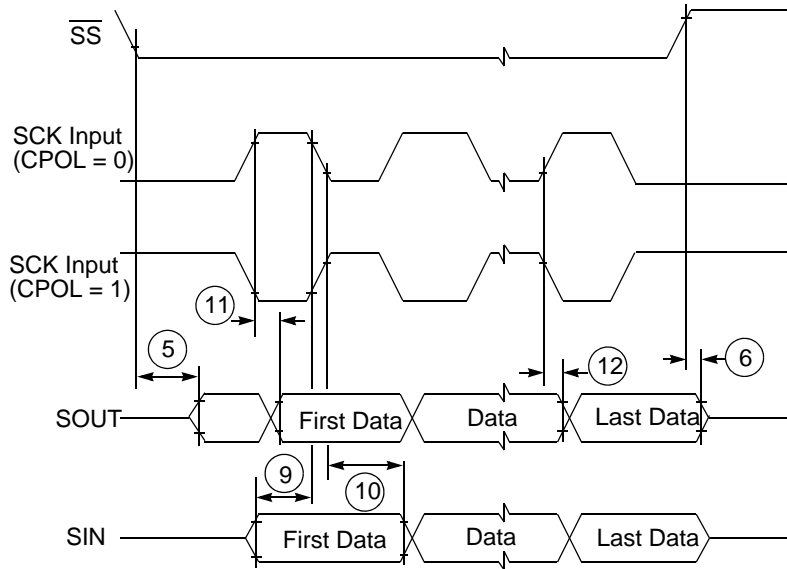 SS
SCK Input
(CPOL = 0)
SCK Input
(CPOL = 1)
11
5
12
6
SOUT
First Data
Data
Last Data
9
10
SIN
First Data
Data
Last Data